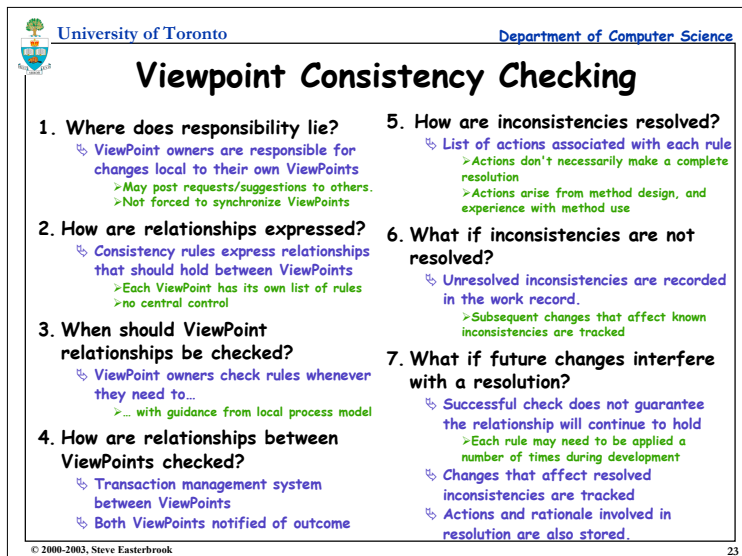 University of Toronto
Department of Computer Science
Viewpoint Consistency Checking
1. Where does responsibility lie?
ViewPoint owners are responsible for
changes local to their own ViewPoints
➢May post requests/suggestions to others.
➢Not forced to synchronize ViewPoints
2. How are relationships expressed?
Consistency rules express relationships
that should hold between ViewPoints
➢Each ViewPoint has its own list of rules
➢no central control
3. When should ViewPoint
relationships be checked?
ViewPoint owners check rules whenever
they need to…
➢… with guidance from local process model
4. How are relationships between
ViewPoints checked?
Transaction management system
between ViewPoints
Both ViewPoints notified of outcome
5. How are inconsistencies resolved?
List of actions associated with each rule
➢Actions don't necessarily make a complete
resolution
➢Actions arise from method design, and
experience with method use
6. What if inconsistencies are not
resolved?
Unresolved inconsistencies are recorded
in the work record.
➢Subsequent changes that affect known
inconsistencies are tracked
7. What if future changes interfere
with a resolution?
Successful check does not guarantee
the relationship will continue to hold
➢Each rule may need to be applied a
number of times during development
Changes that affect resolved
inconsistencies are tracked
Actions and rationale involved in
resolution are also stored.
© 2000-2003, Steve Easterbrook
23